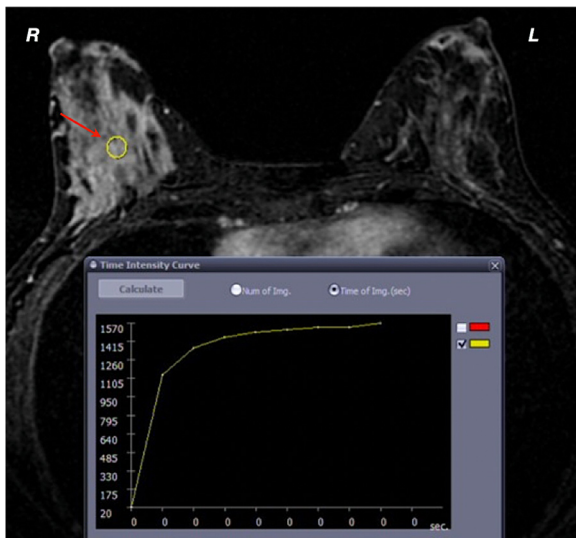 R L
Time Intensity Curve
Calculate Num of Img. Time of Img.(sec)
1570
1415
1260
1105
950
795
640
485
330
175
20
0 0 0 0 0 0 0 0 0 0 sec.